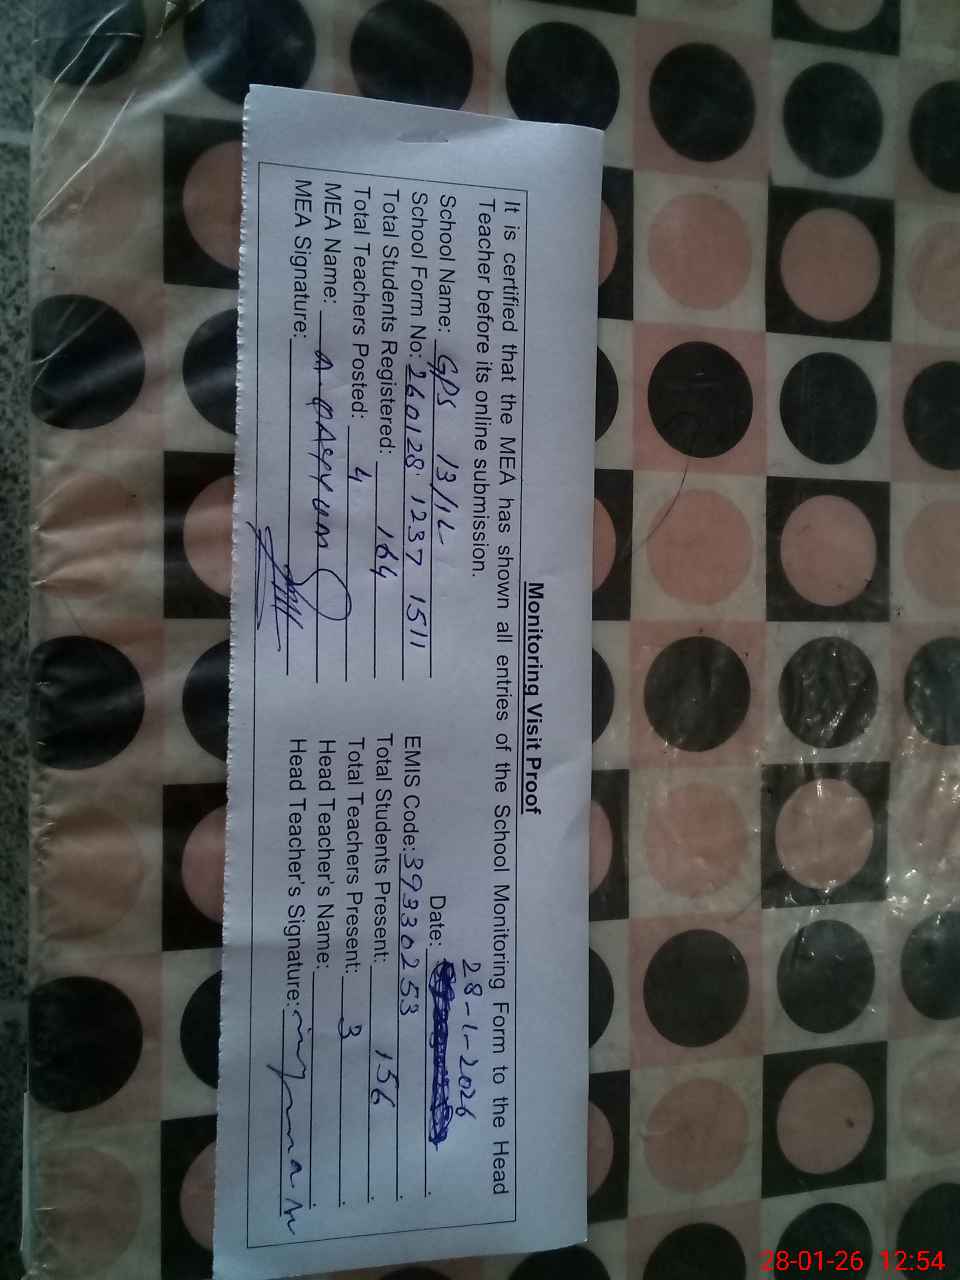 Monitoring Visit Proof
It is certified that the MEA has shown all entries of the School Monitoring Form to the Head
Teacher before its online submission.
28-1-2026
School Name: GPS 13/1L Date:
School Form No: 260128 1237 1511 EMIS Code: 39330253
Total Students Registered: 164 Total Students Present: 156
Total Teachers Posted: 4 Total Teachers Present: 3
MEA Name: A QAYYUM Head Teacher's Name:
MEA Signature: Head Teacher's Signature:
28-01-26 12:54